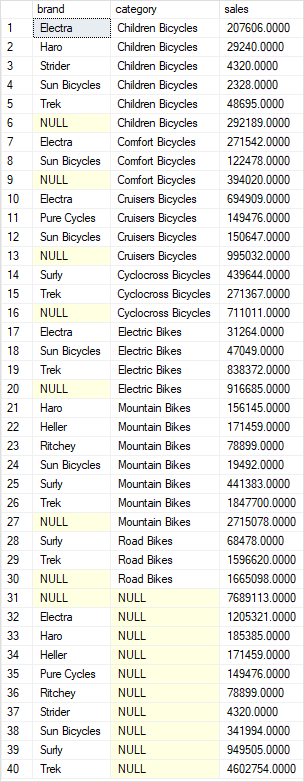 brand category sales
1 Electra Children Bicycles 207606.0000
2 Haro Children Bicycles 29240.0000
3 Strider Children Bicycles 4320.0000
4 Sun Bicycles Children Bicycles 2328.0000
5 Trek Children Bicycles 48695.0000
6 NULL Children Bicycles 292189.0000
7 Electra Comfort Bicycles 271542.0000
8 Sun Bicycles Comfort Bicycles 122478.0000
9 NULL Comfort Bicycles 394020.0000
10 Electra Cruisers Bicycles 694909.0000
11 Pure Cycles Cruisers Bicycles 149476.0000
12 Sun Bicycles Cruisers Bicycles 150647.0000
13 NULL Cruisers Bicycles 995032.0000
14 Surly Cyclocross Bicycles 439644.0000
15 Trek Cyclocross Bicycles 271367.0000
16 NULL Cyclocross Bicycles 711011.0000
17 Electra Electric Bikes 31264.0000
18 Sun Bicycles Electric Bikes 47049.0000
19 Trek Electric Bikes 838372.0000
20 NULL Electric Bikes 916685.0000
21 Haro Mountain Bikes 156145.0000
22 Heller Mountain Bikes 171459.0000
23 Ritchey Mountain Bikes 78899.0000
24 Sun Bicycles Mountain Bikes 19492.0000
25 Surly Mountain Bikes 441383.0000
26 Trek Mountain Bikes 1847700.0000
27 NULL Mountain Bikes 2715078.0000
28 Surly Road Bikes 68478.0000
29 Trek Road Bikes 1596620.0000
30 NULL Road Bikes 1665098.0000
31 NULL NULL 7689113.0000
32 Electra NULL 1205321.0000
33 Haro NULL 185385.0000
34 Heller NULL 171459.0000
35 Pure Cycles NULL 149476.0000
36 Ritchey NULL 78899.0000
37 Strider NULL 4320.0000
38 Sun Bicycles NULL 341994.0000
39 Surly NULL 949505.0000
40 Trek NULL 4602754.0000